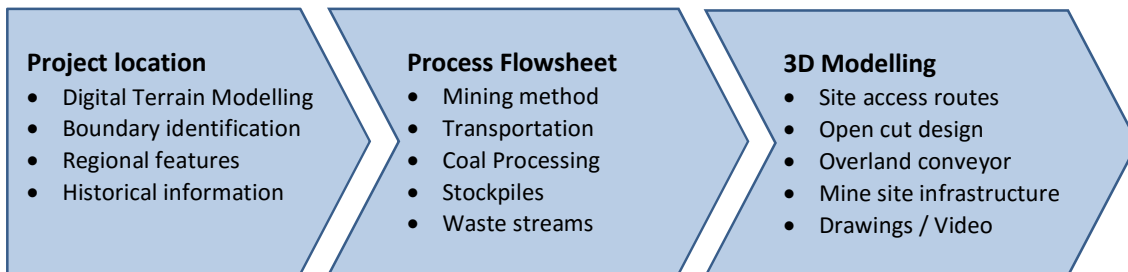 Project location
• Digital Terrain Modelling
• Boundary identification
• Regional features
• Historical information
Process Flowsheet
• Mining method
• Transportation
• Coal Processing
• Stockpiles
• Waste streams
3D Modelling
• Site access routes
• Open cut design
• Overland conveyor
• Mine site infrastructure
• Drawings / Video